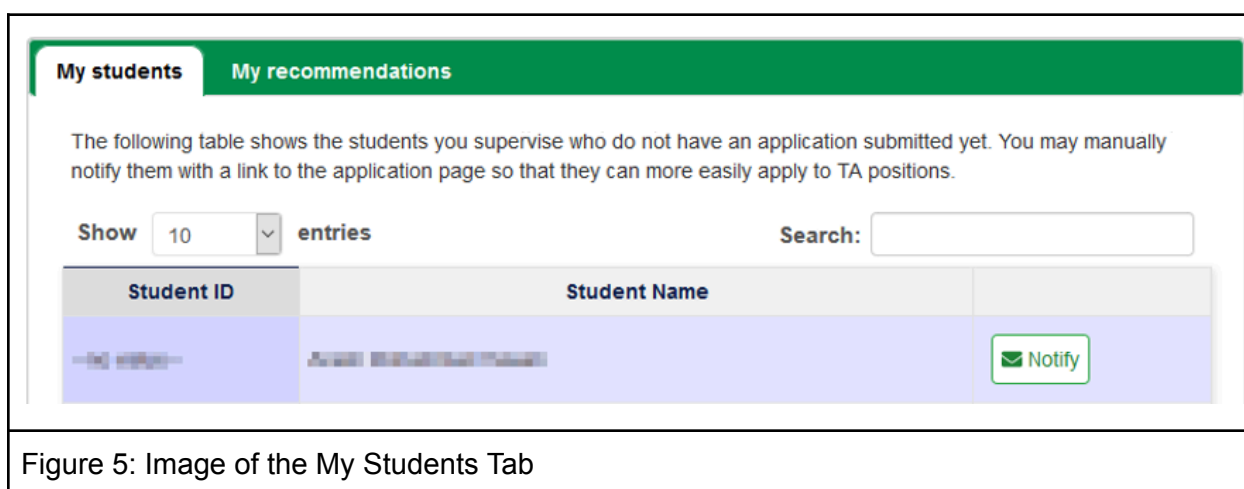 My students My recommendations
The following table shows the students you supervise who do not have an application submitted yet. You may manually
notify them with a link to the application page so that they can more easily apply to TA positions.
Show 10 entries Search:
Student ID Student Name
Notify
Figure 5: Image of the My Students Tab